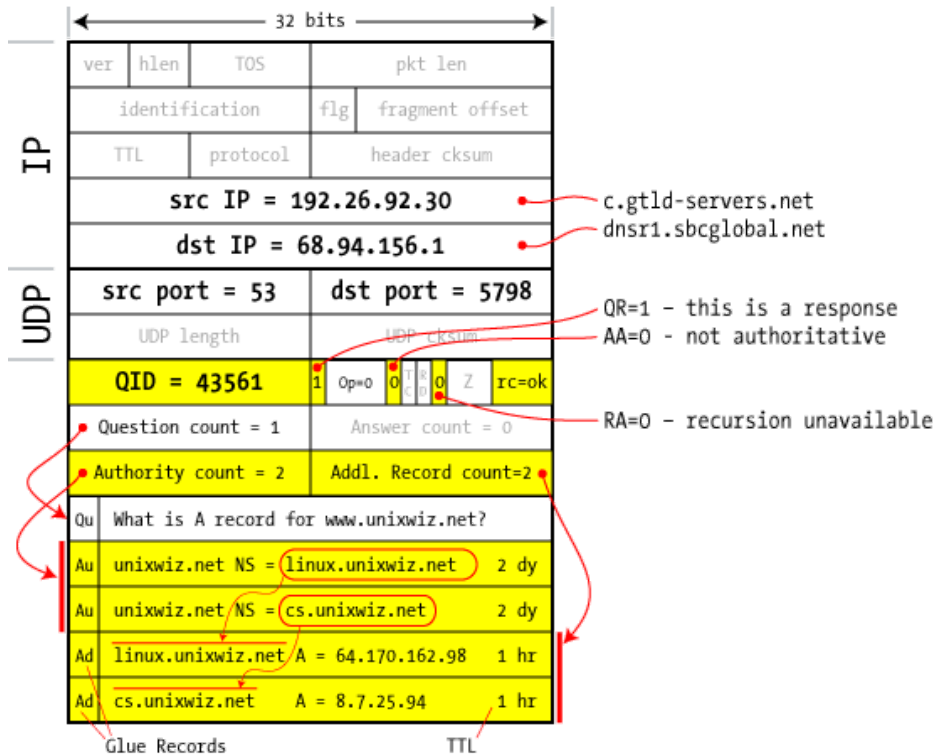 32 bits
IP
ver hlen TOS pkt len
identification flg fragment offset
TTL protocol header cksum
src IP = 192.26.92.30
c.gtld-servers.net
dst IP = 68.94.156.1
dnsr1.sbcglobal.net
UDP
src port = 53 dst port = 5798
QR=1 – this is a response
UDP length UDP cksum
AA=0 - not authoritative
QID = 43561 1 Op=0 0 TC RD 0 Z rc=ok
RA=0 – recursion unavailable
Question count = 1 Answer count = 0
Authority count = 2 Addl. Record count=2
Qu What is A record for www.unixwiz.net?
Au unixwiz.net NS = linux.unixwiz.net 2 dy
Au unixwiz.net NS = cs.unixwiz.net 2 dy
Ad linux.unixwiz.net A = 64.170.162.98 1 hr
Ad cs.unixwiz.net A = 8.7.25.94 1 hr
Glue Records TTL